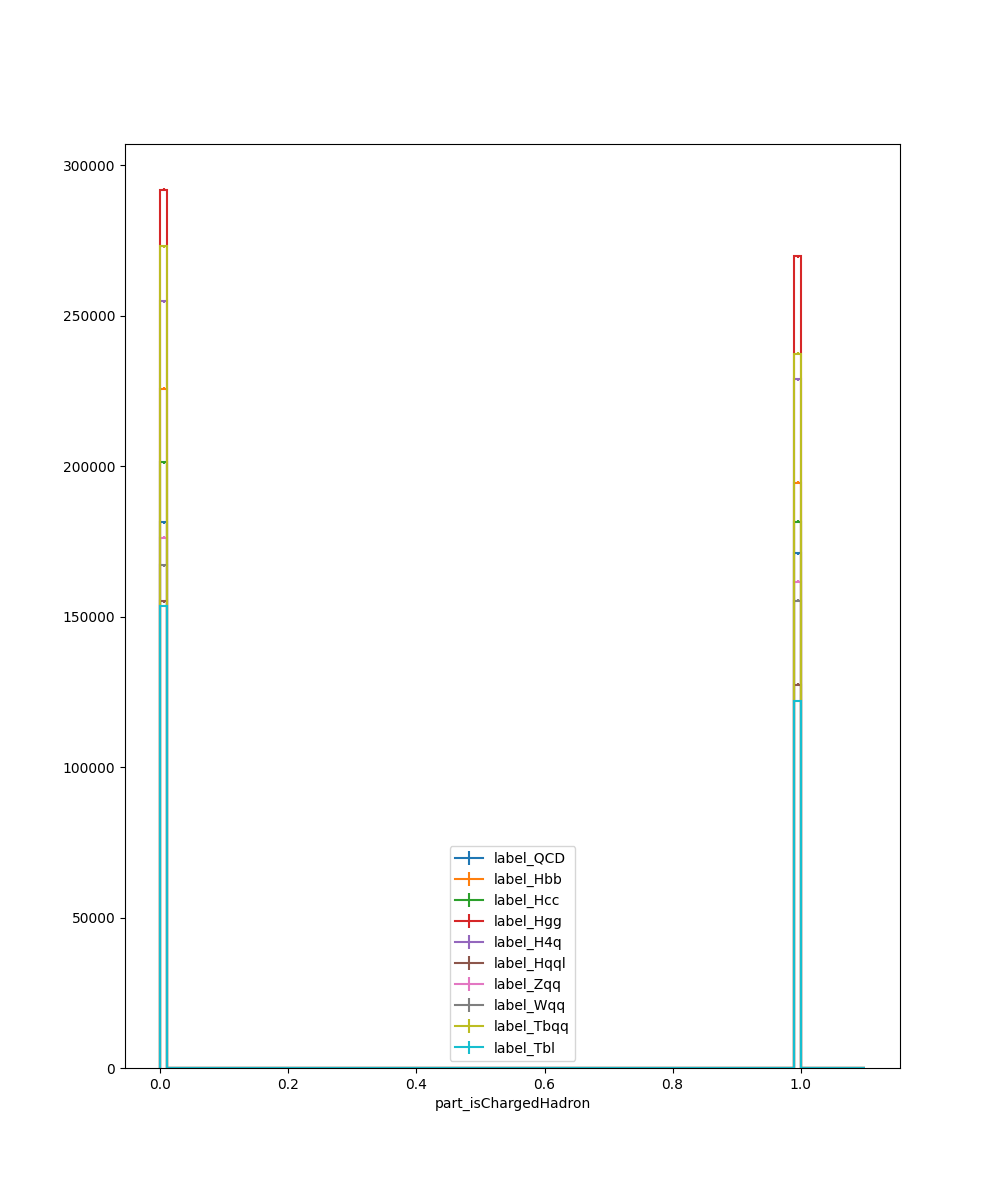 300000
250000
200000
150000
100000
50000
0
label_QCD
label_Hbb
label_Hcc
label_Hgg
label_H4q
label_Hqql
label_Zqq
label_Wqq
label_Tbqq
label_Tbl
0.0 0.2 0.4 0.6 0.8 1.0
part_isChargedHadron